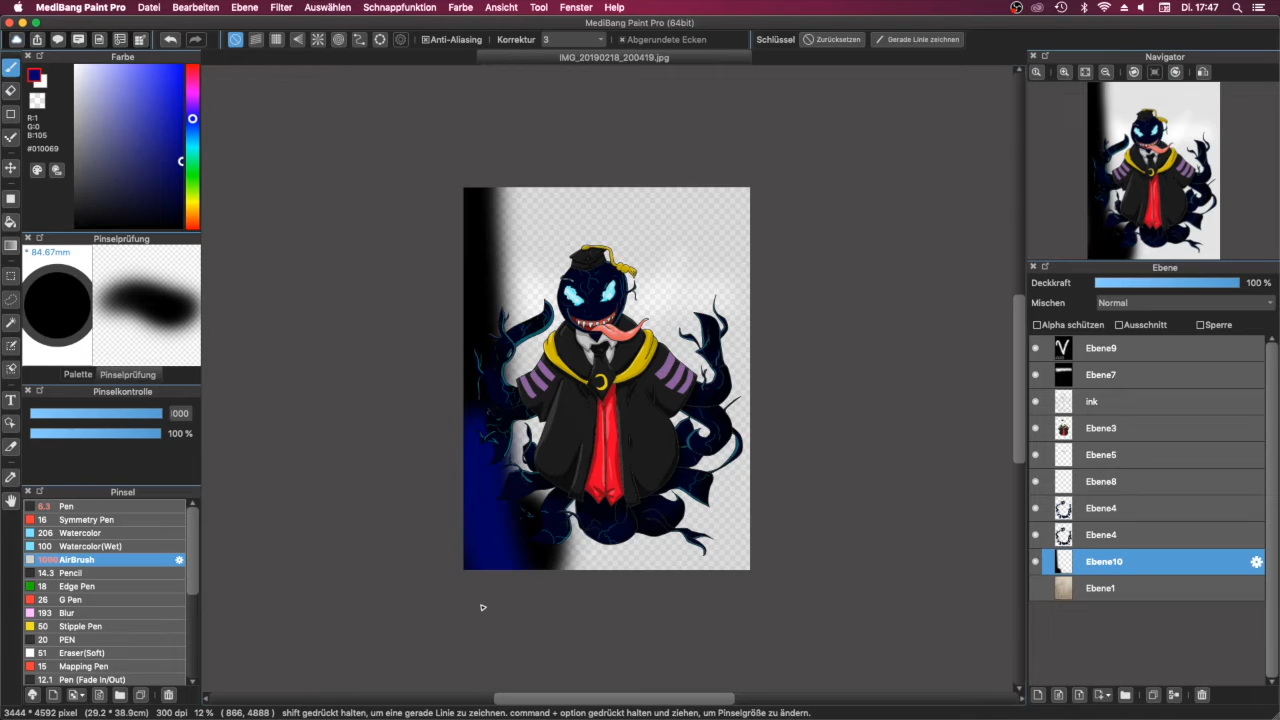 MediBang Paint Pro Datei Bearbeiten Ebene Filter Auswählen Schnappfunktion Farbe Ansicht Tool Fenster Help Di. 17:47
MediBang Paint Pro (64bit)
Anti-Aliasing Korrektur 3 Abgerundete Ecken Schlüssel Zurücksetzen Gerade Linie zeichnen
IMG_20190218_200419.jpg
Farbe
R:1
G:0
B:105
#010069
Pinselprüfung
* 84.67mm
Palette Pinselprüfung
Pinselkontrolle
000
100 %
Pinsel
6.3 Pen
16 Symmetry Pen
206 Watercolor
100 Watercolor(Wet)
1000 AirBrush
14.3 Pencil
18 Edge Pen
26 G Pen
193 Blur
50 Stipple Pen
20 PEN
51 Eraser(Soft)
15 Mapping Pen
12.1 Pen (Fade In/Out)
Navigator
Ebene
Deckkraft 100 %
Mischen Normal
Alpha schützen Ausschnitt Sperre
Ebene9
Ebene7
ink
Ebene3
Ebene5
Ebene8
Ebene4
Ebene4
Ebene10
Ebene1
3444 * 4592 pixel (29.2 * 38.9cm) 300 dpi 12 % ( 866, 4888 ) shift gedrückt halten, um eine gerade Linie zu zeichnen. command + option gedrückt halten und ziehen, um Pinselgröße zu ändern.